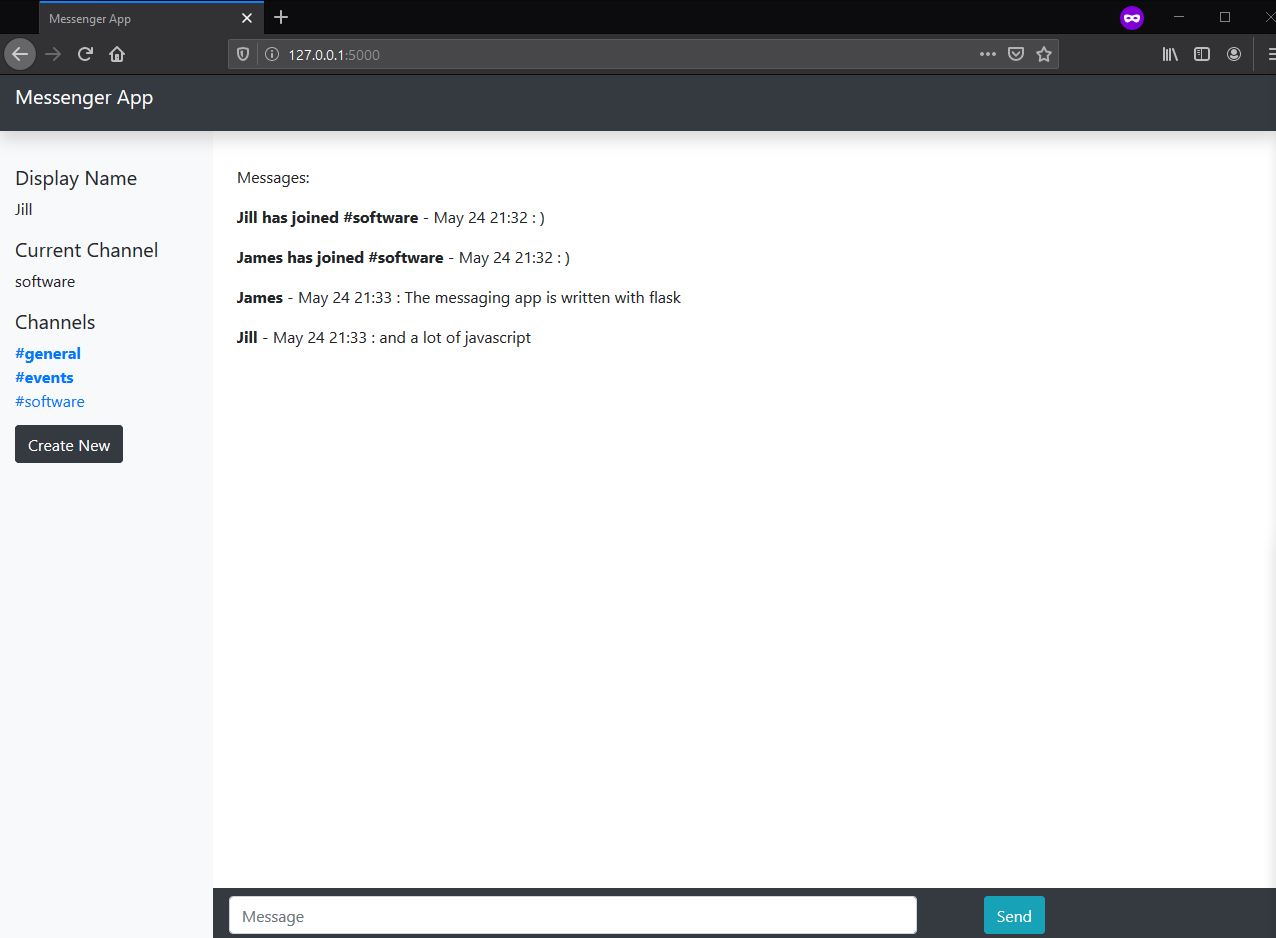 Messenger App
127.0.0.1:5000
Messenger App
Display Name
Jill
Current Channel
software
Channels
#general
#events
#software
Create New
Messages:
Jill has joined #software - May 24 21:32 : )
James has joined #software - May 24 21:32 : )
James - May 24 21:33 : The messaging app is written with flask
Jill - May 24 21:33 : and a lot of javascript
Message
Send